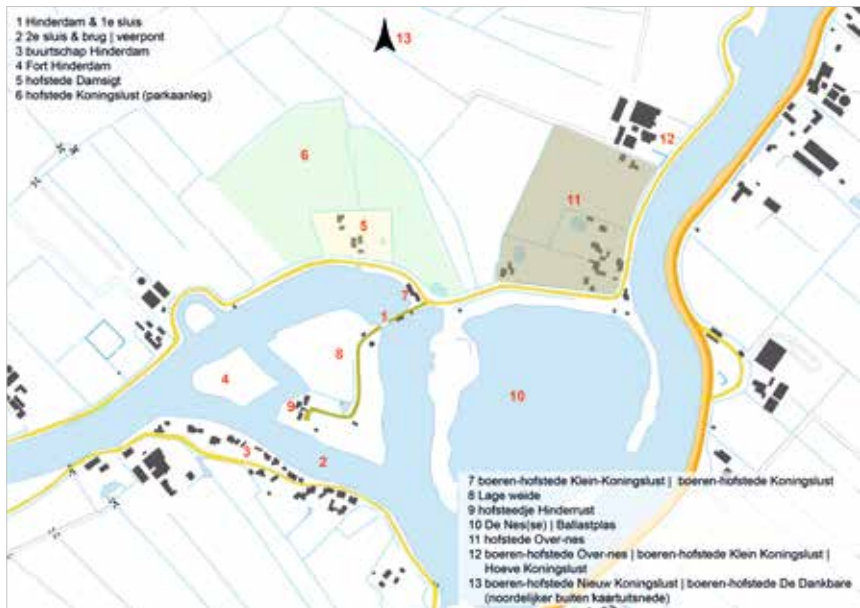 1 Hinderdam & 1e sluis
2 2e sluis & brug | veerpont
3 buurtschap Hinderdam
4 Fort Hinderdam
5 hofstede Damsigt
6 hofstede Koningslust (parkaanleg)
13
12
6
11
5
7
1
8
4
10
9
3
2
7 boeren-hofstede Klein-Koningslust | boeren-hofstede Koningslust
8 Lage weide
9 hofsteedje Hinderrust
10 De Nes(se) | Ballastplas
11 hofstede Over-nes
12 boeren-hofstede Over-nes | boeren-hofstede Klein Koningslust |
Hoeve Koningslust
13 boeren-hofstede Nieuw Koningslust | boeren-hofstede De Dankbare
(noordelijker buiten kaartuitsnede)